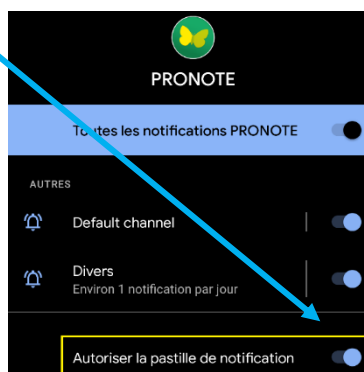 PRONOTE
Toutes les notifications PRONOTE
AUTRES
Default channel
Divers
Environ 1 notification par jour
Autoriser la pastille de notification